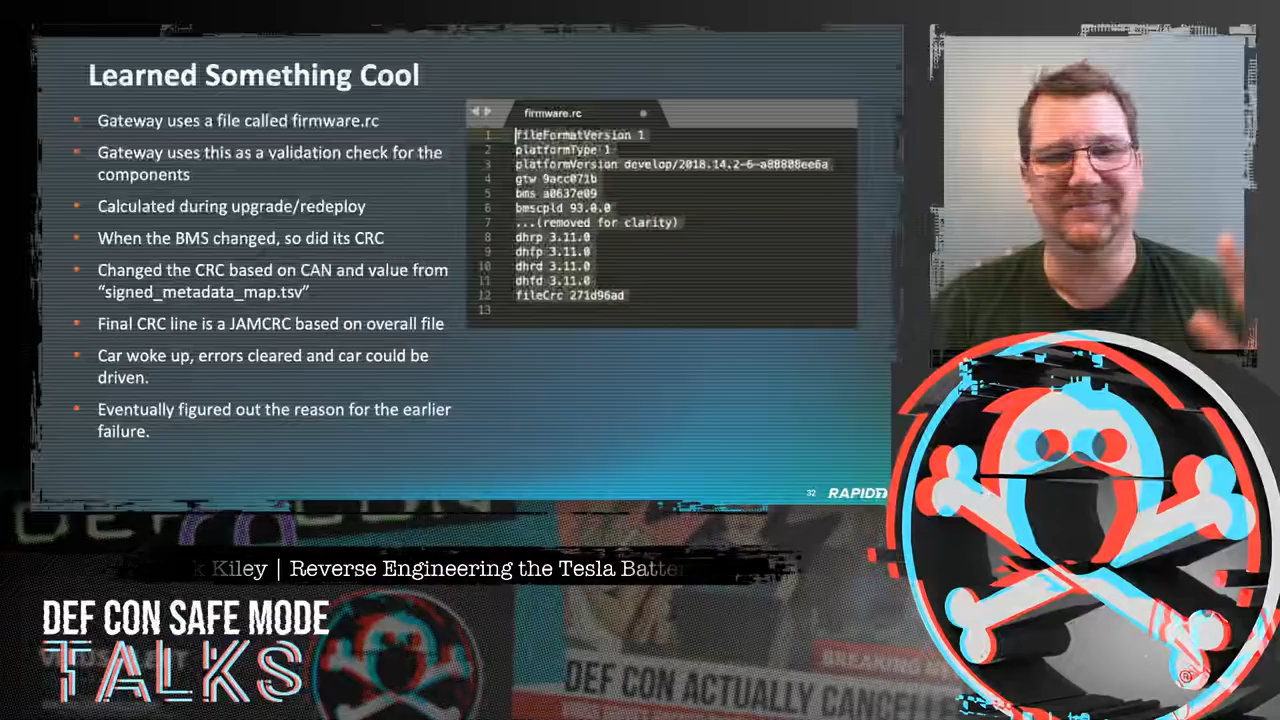 Learned Something Cool
Gateway uses a file called firmware.rc
Gateway uses this as a validation check for the
components
Calculated during upgrade/redeploy
When the BMS changed, so did its CRC
Changed the CRC based on CAN and value from
“signed_metadata_map.tsv”
Final CRC line is a JAMCRC based on overall file
Car woke up, errors cleared and car could be
driven.
Eventually figured out the reason for the earlier
failure.
firmware.rc
1 fileFormatVersion 1
2 platformType 1
3 platformVersion develop/2018.14.2-6-a88808ee6a
4 gtw 9acc071b
5 bms a0637e09
6 bmscpld 93.0.0
7 ...(removed for clarity)
8 dhrp 3.11.0
9 dhfp 3.11.0
10 dhrd 3.11.0
11 dhfd 3.11.0
12 fileCrc 271d96ad
13
32 RAPID7
k Kiley | Reverse Engineering the Tesla Batter
DEF CON SAFE MODE
TALKS
BREAKING
DEF CON ACTUALLY CANCELLE